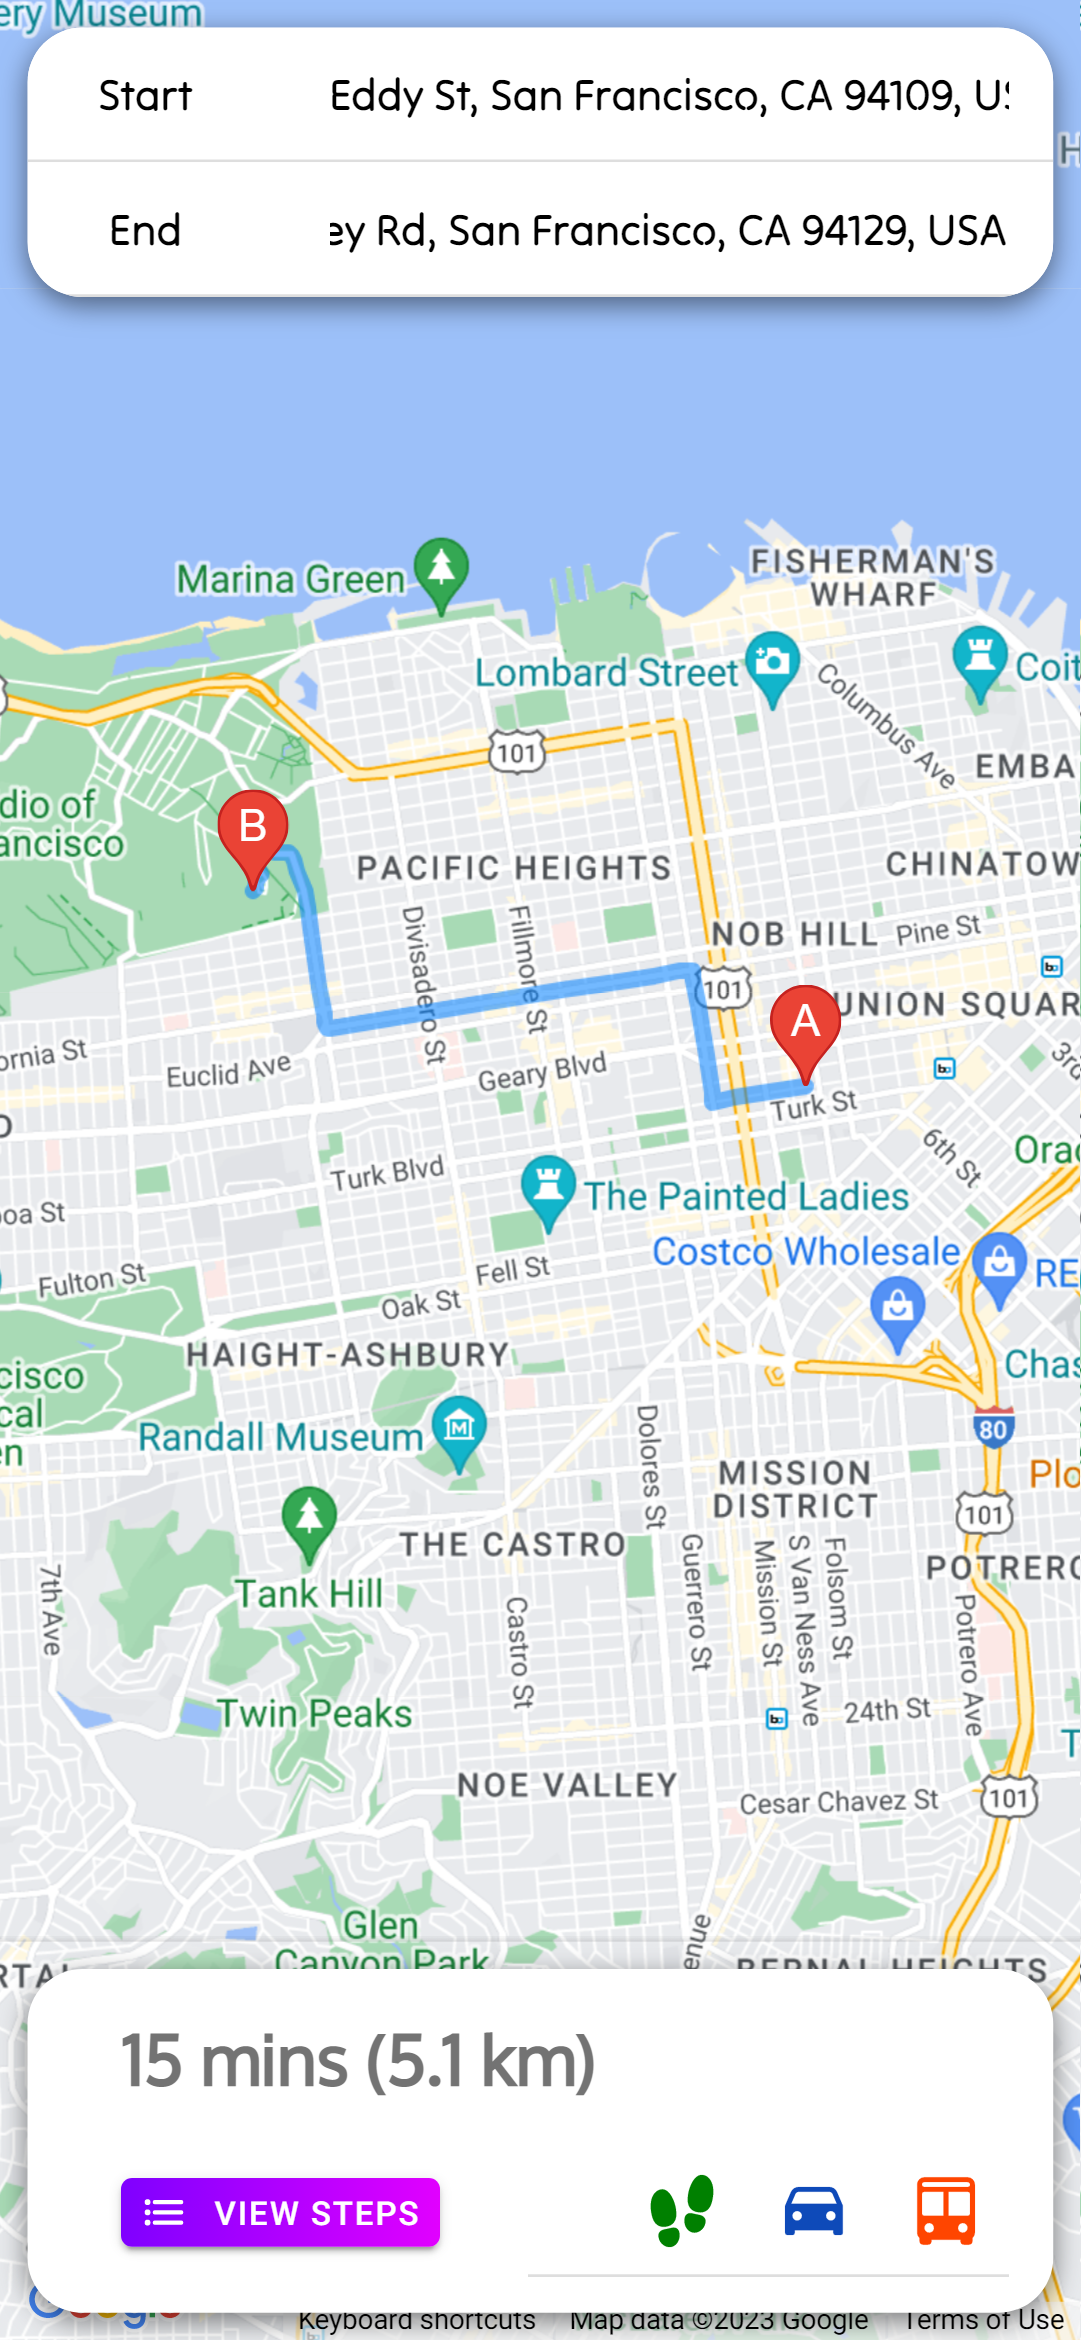 ery Museum
Start Eddy St, San Francisco, CA 94109, US
End ey Rd, San Francisco, CA 94129, USA
H
Marina Green
FISHERMAN'S
WHARF
Lombard Street
Coit
Columbus Ave
101
EMBA
dio of
ancisco
B
PACIFIC HEIGHTS
CHINATOW
Divisadero St
Fillmore St
NOB HILL
Pine St
101
A
UNION SQUAR
ornia St
Euclid Ave
Geary Blvd
3rd
Turk St
6th St
Orac
Turk Blvd
The Painted Ladies
boa St
Costco Wholesale
Fulton St
Fell St
RE
Oak St
HAIGHT-ASHBURY
cisco
cal
en
Chas
Randall Museum
80
Dolores St
MISSION
DISTRICT
Plo
101
THE CASTRO
POTRERO
7th Ave
Tank Hill
Castro St
Guerrero St
Mission St
S Van Ness Ave
Folsom St
Potrero Ave
Twin Peaks
24th St
T
NOE VALLEY
Cesar Chavez St
101
Glen
Canyon Park
enue
RTAL
BERNAL HEIGHTS
15 mins (5.1 km)
VIEW STEPS
Google
Keyboard shortcuts Map data ©2023 Google Terms of Use